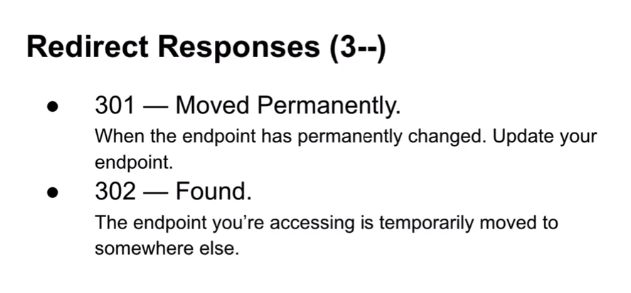 Redirect Responses (3--)
● 301 — Moved Permanently.
When the endpoint has permanently changed. Update your
endpoint.
● 302 — Found.
The endpoint you’re accessing is temporarily moved to
somewhere else.